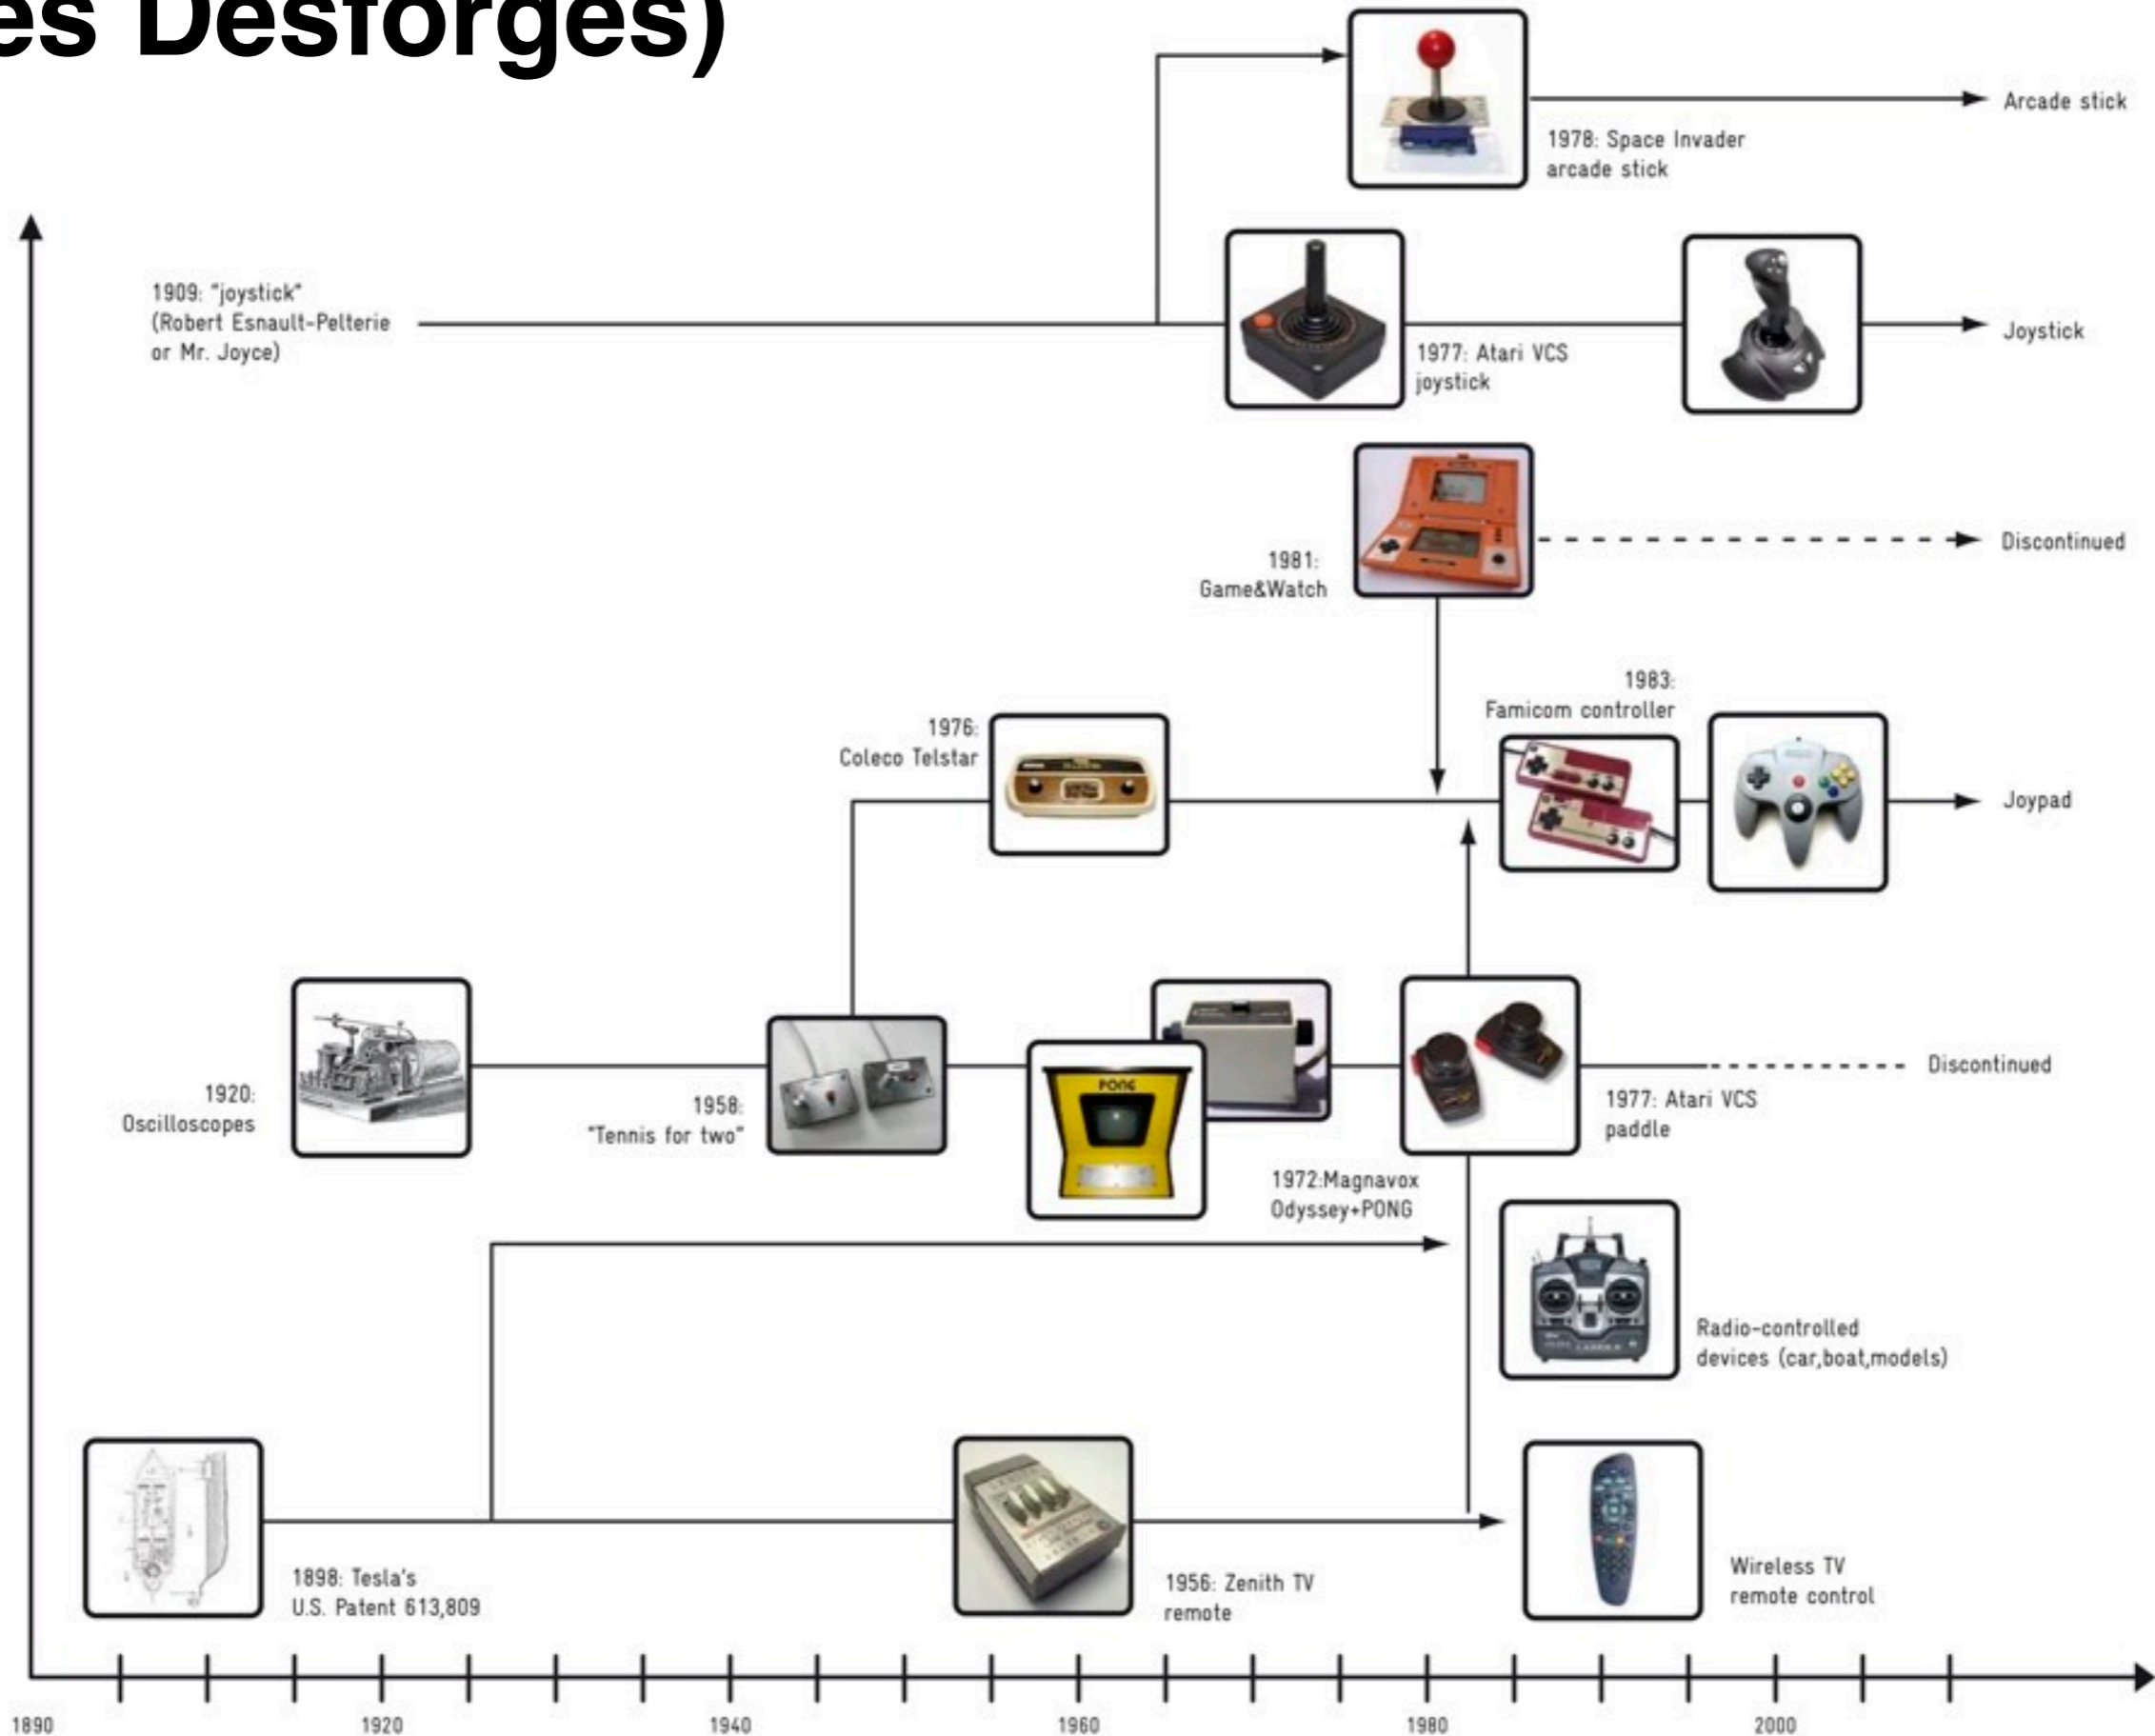 es Desforges)
1978: Space Invader
arcade stick
Arcade stick
1909: "joystick"
(Robert Esnault-Pelterie
or Mr. Joyce)
1977: Atari VCS
joystick
Joystick
1981:
Game&Watch
Discontinued
1976:
Coleco Telstar
1983:
Famicom controller
Joypad
1920:
Oscilloscopes
1958:
"Tennis for two"
PONG
1972:Magnavox
Odyssey+PONG
1977: Atari VCS
paddle
Discontinued
Radio-controlled
devices (car,boat,models)
1898: Tesla's
U.S. Patent 613,809
1956: Zenith TV
remote
Wireless TV
remote control
1890
1920
1940
1960
1980
2000